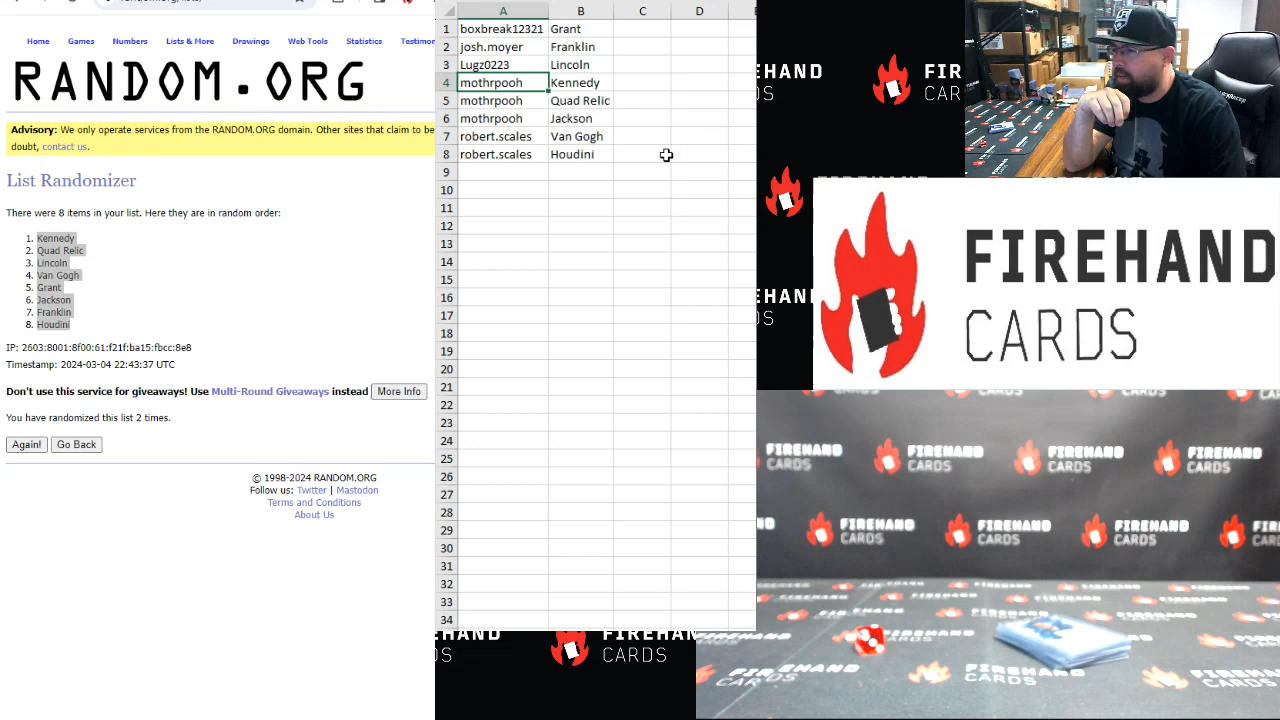 Home Games Numbers Lists & More Drawings Web Tools Statistics Testimor
RANDOM.ORG
Advisory: We only operate services from the RANDOM.ORG domain. Other sites that claim to be
doubt, contact us.
List Randomizer
There were 8 items in your list. Here they are in random order:
1. Kennedy
2. Quad Relic
3. Lincoln
4. Van Gogh
5. Grant
6. Jackson
7. Franklin
8. Houdini
IP: 2603:8001:8f00:61:f21f:ba15:fbcc:8e8
Timestamp: 2024-03-04 22:43:37 UTC
Don't use this service for giveaways! Use Multi-Round Giveaways instead More Info
You have randomized this list 2 times.
Again! Go Back
© 1998-2024 RANDOM.ORG
Follow us: Twitter | Mastodon
Terms and Conditions
About Us
A B C D E
1 boxbreak12321 Grant
2 josh.moyer Franklin
3 Lugz0223 Lincoln
4 mothrpooh Kennedy
5 mothrpooh Quad Relic
6 mothrpooh Jackson
7 robert.scales Van Gogh
8 robert.scales Houdini
9
10
11
12
13
14
15
16
17
18
19
20
21
22
23
24
25
26
27
28
29
30
31
32
33
34
FIREHAND
CARDS